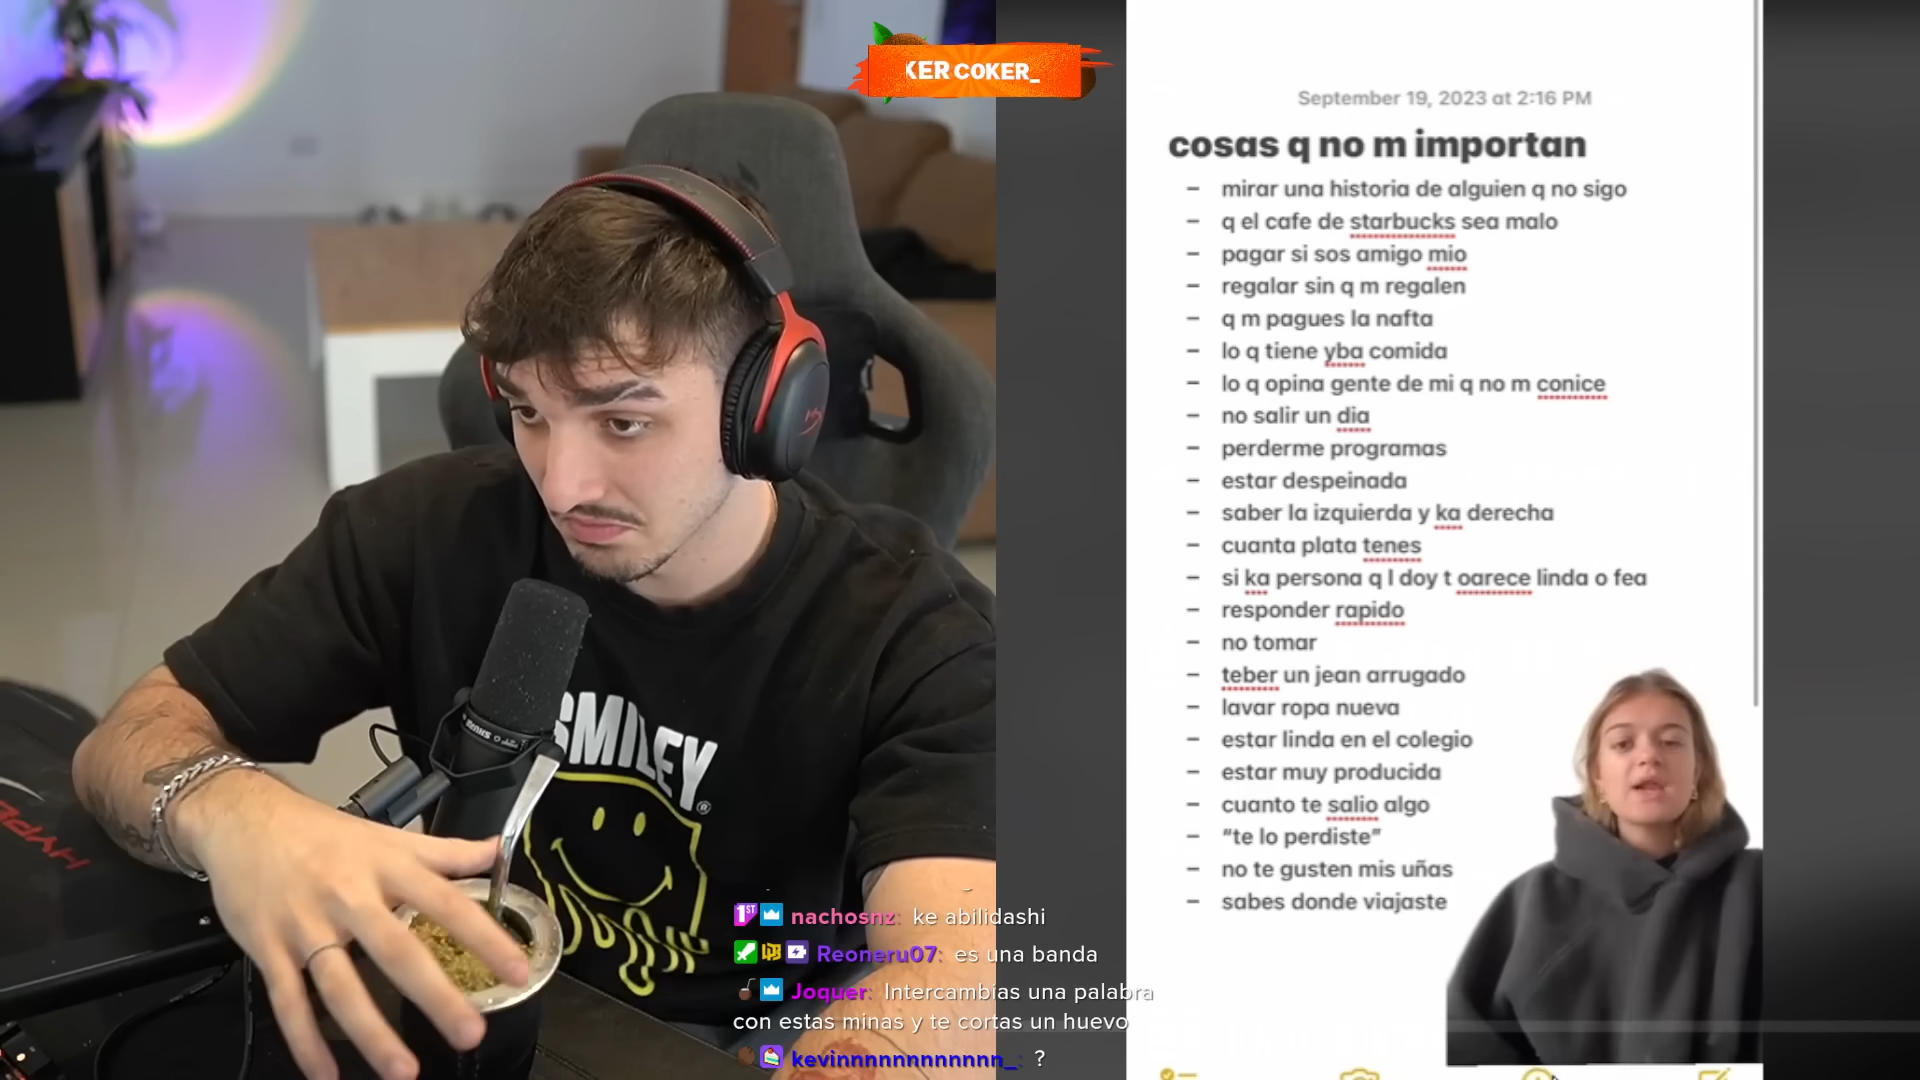 KER COKER_
September 19, 2023 at 2:16 PM
cosas q no m importan
– mirar una historia de alguien q no sigo
– q el cafe de starbucks sea malo
– pagar si sos amigo mio
– regalar sin q m regalen
– q m pagues la nafta
– lo q tiene yba comida
– lo q opina gente de mi q no m conice
– no salir un dia
– perderme programas
– estar despeinada
– saber la izquierda y ka derecha
– cuanta plata tenes
– si ka persona q l doy t oarece linda o fea
– responder rapido
– no tomar
– teber un jean arrugado
– lavar ropa nueva
– estar linda en el colegio
– estar muy producida
– cuanto te salio algo
– “te lo perdiste”
– no te gusten mis uñas
– sabes donde viajaste
SMILEY®
SHURE
HYPE
1ST nachosnz: ke abilidashi
Reoneru07: es una banda
Joquer: Intercambias una palabra
con estas minas y te cortas un huevo
kevinnnnnnnnnnnn_: ?